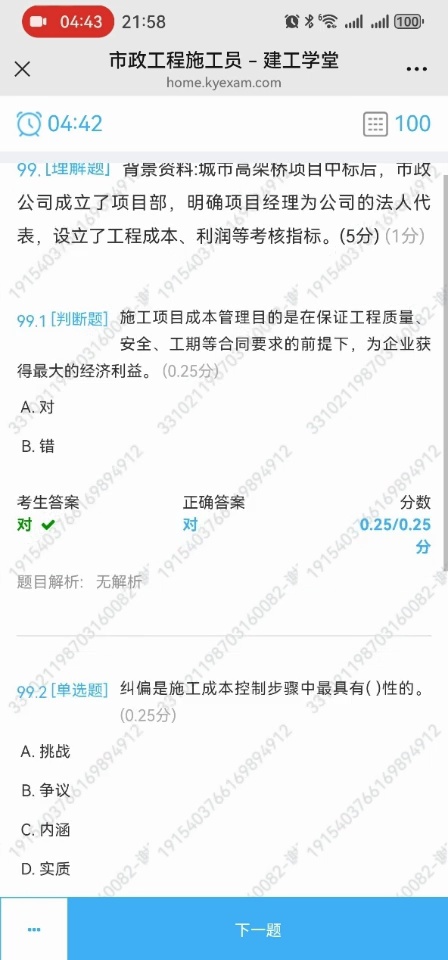 04:43 21:58 100
市政工程施工员 – 建工学堂
home.kyexam.com
04:42 100
99. [理解题] 背景资料:城市高架桥项目中标后，市政
公司成立了项目部，明确项目经理为公司的法人代
表，设立了工程成本、利润等考核指标。(5分) (1分)
99.1 [判断题] 施工项目成本管理目的是在保证工程质量、
安全、工期等合同要求的前提下，为企业获
得最大的经济利益。 (0.25分)
A. 对
B. 错
考生答案 正确答案 分数
对 对 0.25/0.25
分
题目解析: 无解析
99.2 [单选题] 纠偏是施工成本控制步骤中最具有( )性的。
(0.25分)
A. 挑战
B. 争议
C. 内涵
D. 实质
下一题